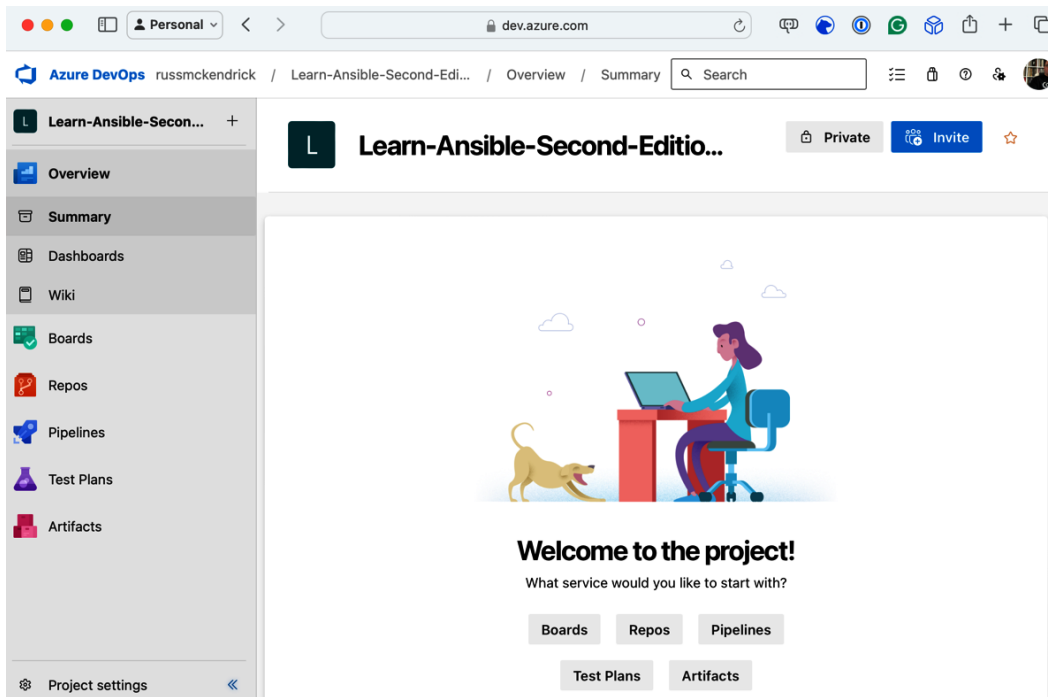 Personal
dev.azure.com
Azure DevOps russmckendrick / Learn-Ansible-Second-Edi... / Overview / Summary
Search
L
Learn-Ansible-Secon...
Overview
Summary
Dashboards
Wiki
Boards
Repos
Pipelines
Test Plans
Artifacts
Project settings
L
Learn-Ansible-Second-Editio...
Private
Invite
Welcome to the project!
What service would you like to start with?
Boards
Repos
Pipelines
Test Plans
Artifacts